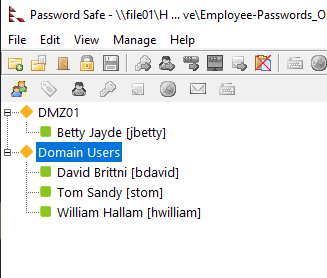 Password Safe - \\file01\H ... ve\Employee-Passwords_O
File Edit View Manage Help
DMZ01
Betty Jayde [jbetty]
Domain Users
David Brittni [bdavid]
Tom Sandy [stom]
William Hallam [hwilliam]